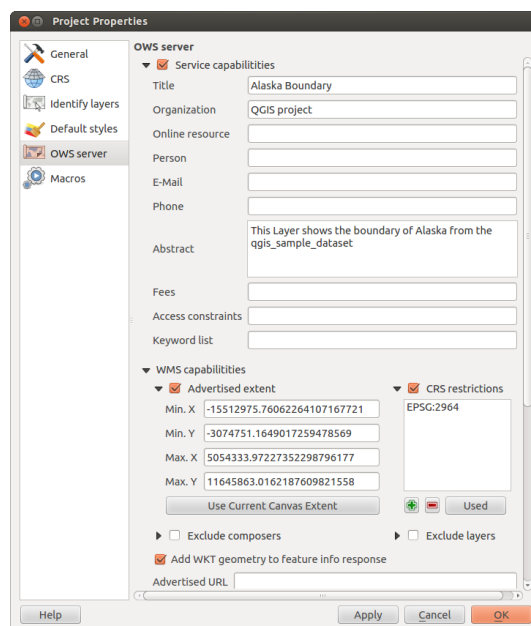 Project Properties
General
CRS
Identify layers
Default styles
OWS server
Macros
OWS server
Service capabilitities
Title Alaska Boundary
Organization QGIS project
Online resource
Person
E-Mail
Phone
Abstract
This Layer shows the boundary of Alaska from the
qgis_sample_dataset
Fees
Access constraints
Keyword list
WMS capabilitities
Advertised extent
Min. X -15512975.76062264107167721
Min. Y -3074751.1649017259478569
Max. X 5054333.97227352298796177
Max. Y 11645863.0162187609821558
Use Current Canvas Extent
CRS restrictions
EPSG:2964
Used
Exclude composers
Exclude layers
Add WKT geometry to feature info response
Advertised URL
Help
Apply
Cancel
OK